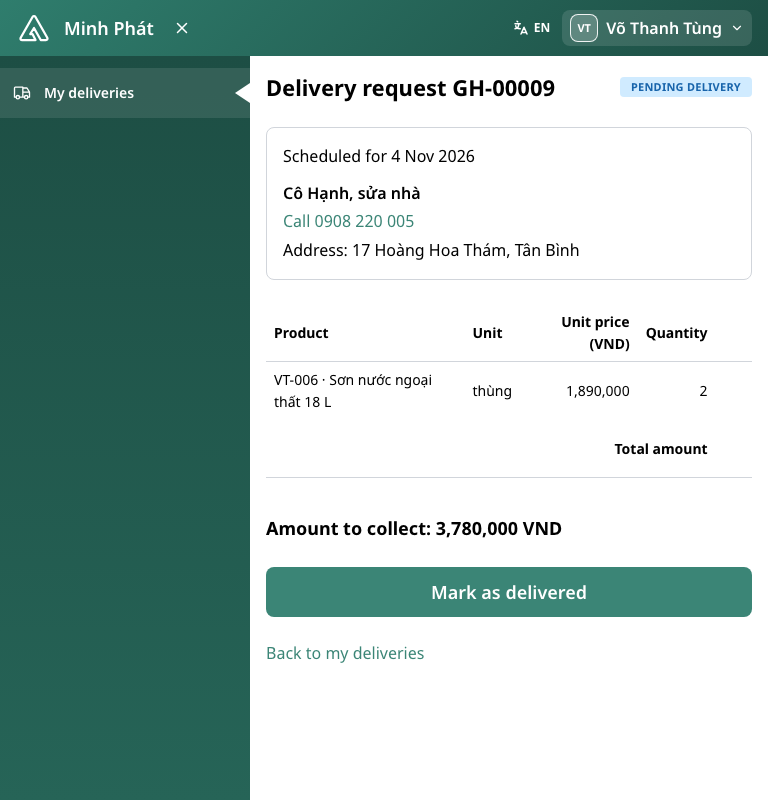 Minh Phát
EN
VT
Võ Thanh Tùng
My deliveries
Delivery request GH-00009
PENDING DELIVERY
Scheduled for 4 Nov 2026
Cô Hạnh, sửa nhà
Call 0908 220 005
Address: 17 Hoàng Hoa Thám, Tân Bình
Product Unit Unit price (VND) Quantity
VT-006 · Sơn nước ngoại thất 18 L thùng 1,890,000 2
Total amount
Amount to collect: 3,780,000 VND
Mark as delivered
Back to my deliveries